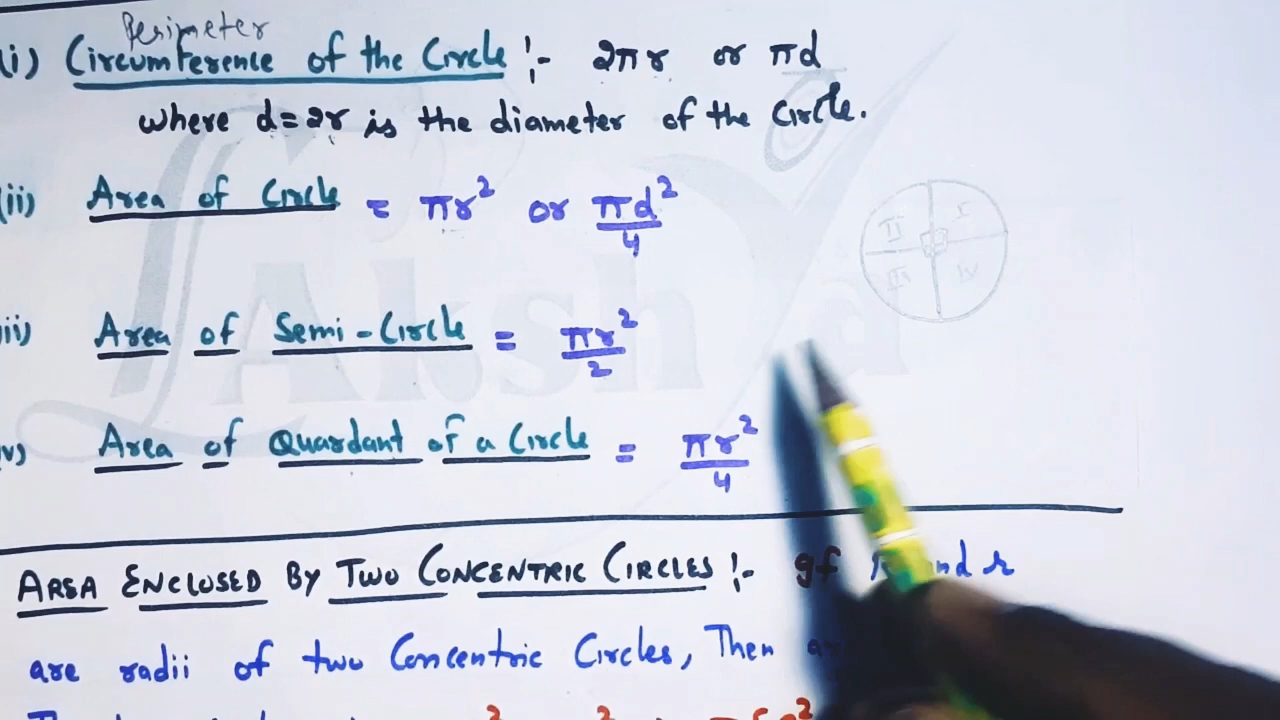 Perimeter
(i) Circumference of the Circle :- 2πr or πd
where d=2r is the diameter of the Circle.
(ii) Area of Circle = πr² or πd²/4
II I
III IV
iii) Area of Semi-Circle = πr²/2
iv) Area of Quardant of a Circle = πr²/4
AREA ENCLOSED BY TWO CONCENTRIC CIRCLES :- If and r
are radii of two Concentric Circles, Then